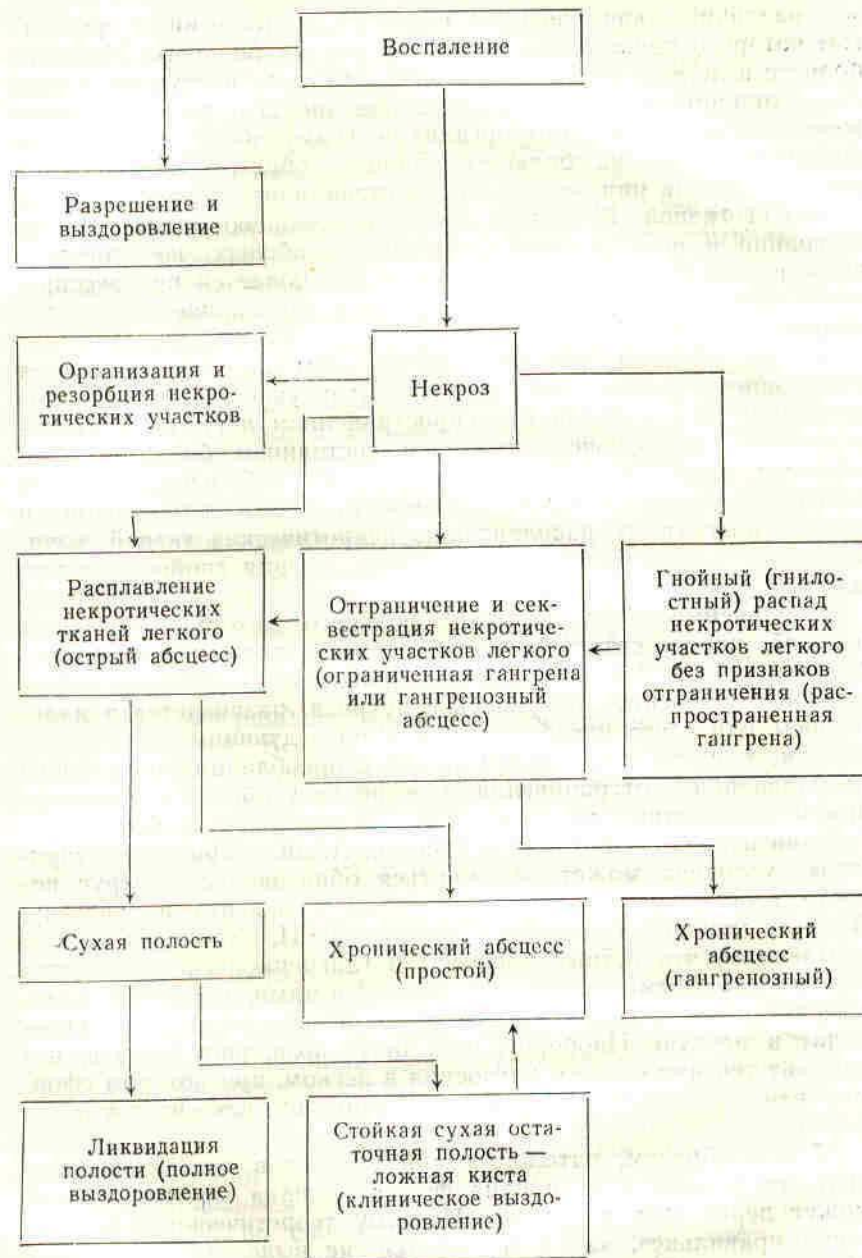 Воспаление
Разрешение и
выздоровление
Организация и
резорбция некро-
тических участков
Некроз
Расплавление
некротических
тканей легкого
(острый абсцесс)
Отграничение и сек-
вестрация некротиче-
ских участков легкого
(ограниченная гангрена
или гангренозный
абсцесс)
Гнойный (гнило-
стный) распад
некротических
участков легкого
без признаков
отграничения (рас-
пространенная
гангрена)
Сухая полость
Хронический абсцесс
(простой)
Хронический
абсцесс
(гангренозный)
Ликвидация
полости (полное
выздоровление)
Стойкая сухая оста-
точная полость —
ложная киста
(клиническое выздо-
ровление)